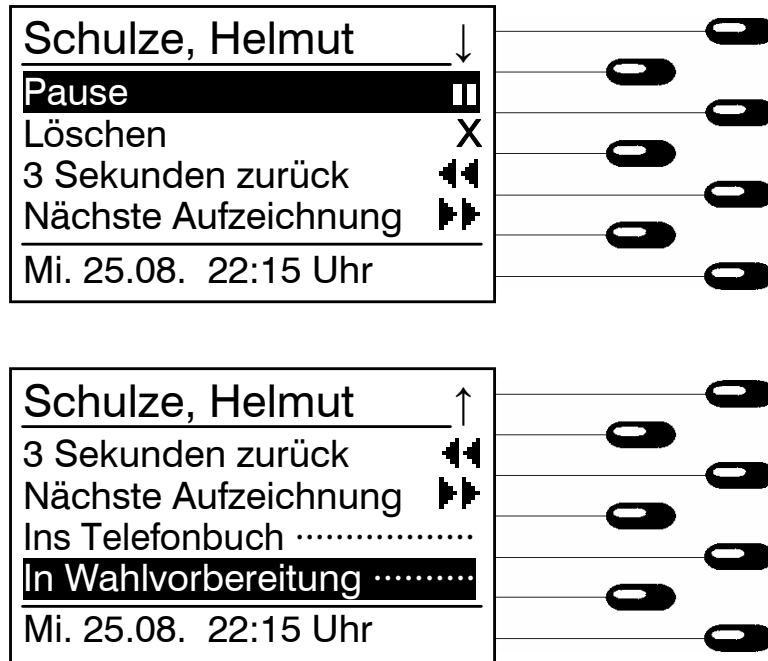 Schulze, Helmut ↓
Pause
Löschen X
3 Sekunden zurück
Nächste Aufzeichnung
Mi. 25.08. 22:15 Uhr
Schulze, Helmut ↑
3 Sekunden zurück
Nächste Aufzeichnung
Ins Telefonbuch ··················
In Wahlvorbereitung ··········
Mi. 25.08. 22:15 Uhr